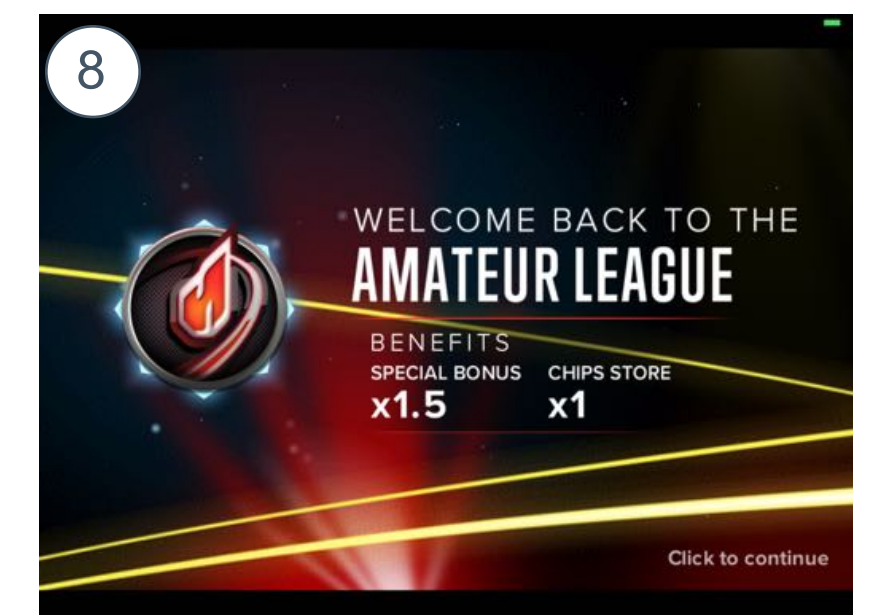 8
WELCOME BACK TO THE
AMATEUR LEAGUE
BENEFITS
SPECIAL BONUS CHIPS STORE
x1.5 x1
Click to continue